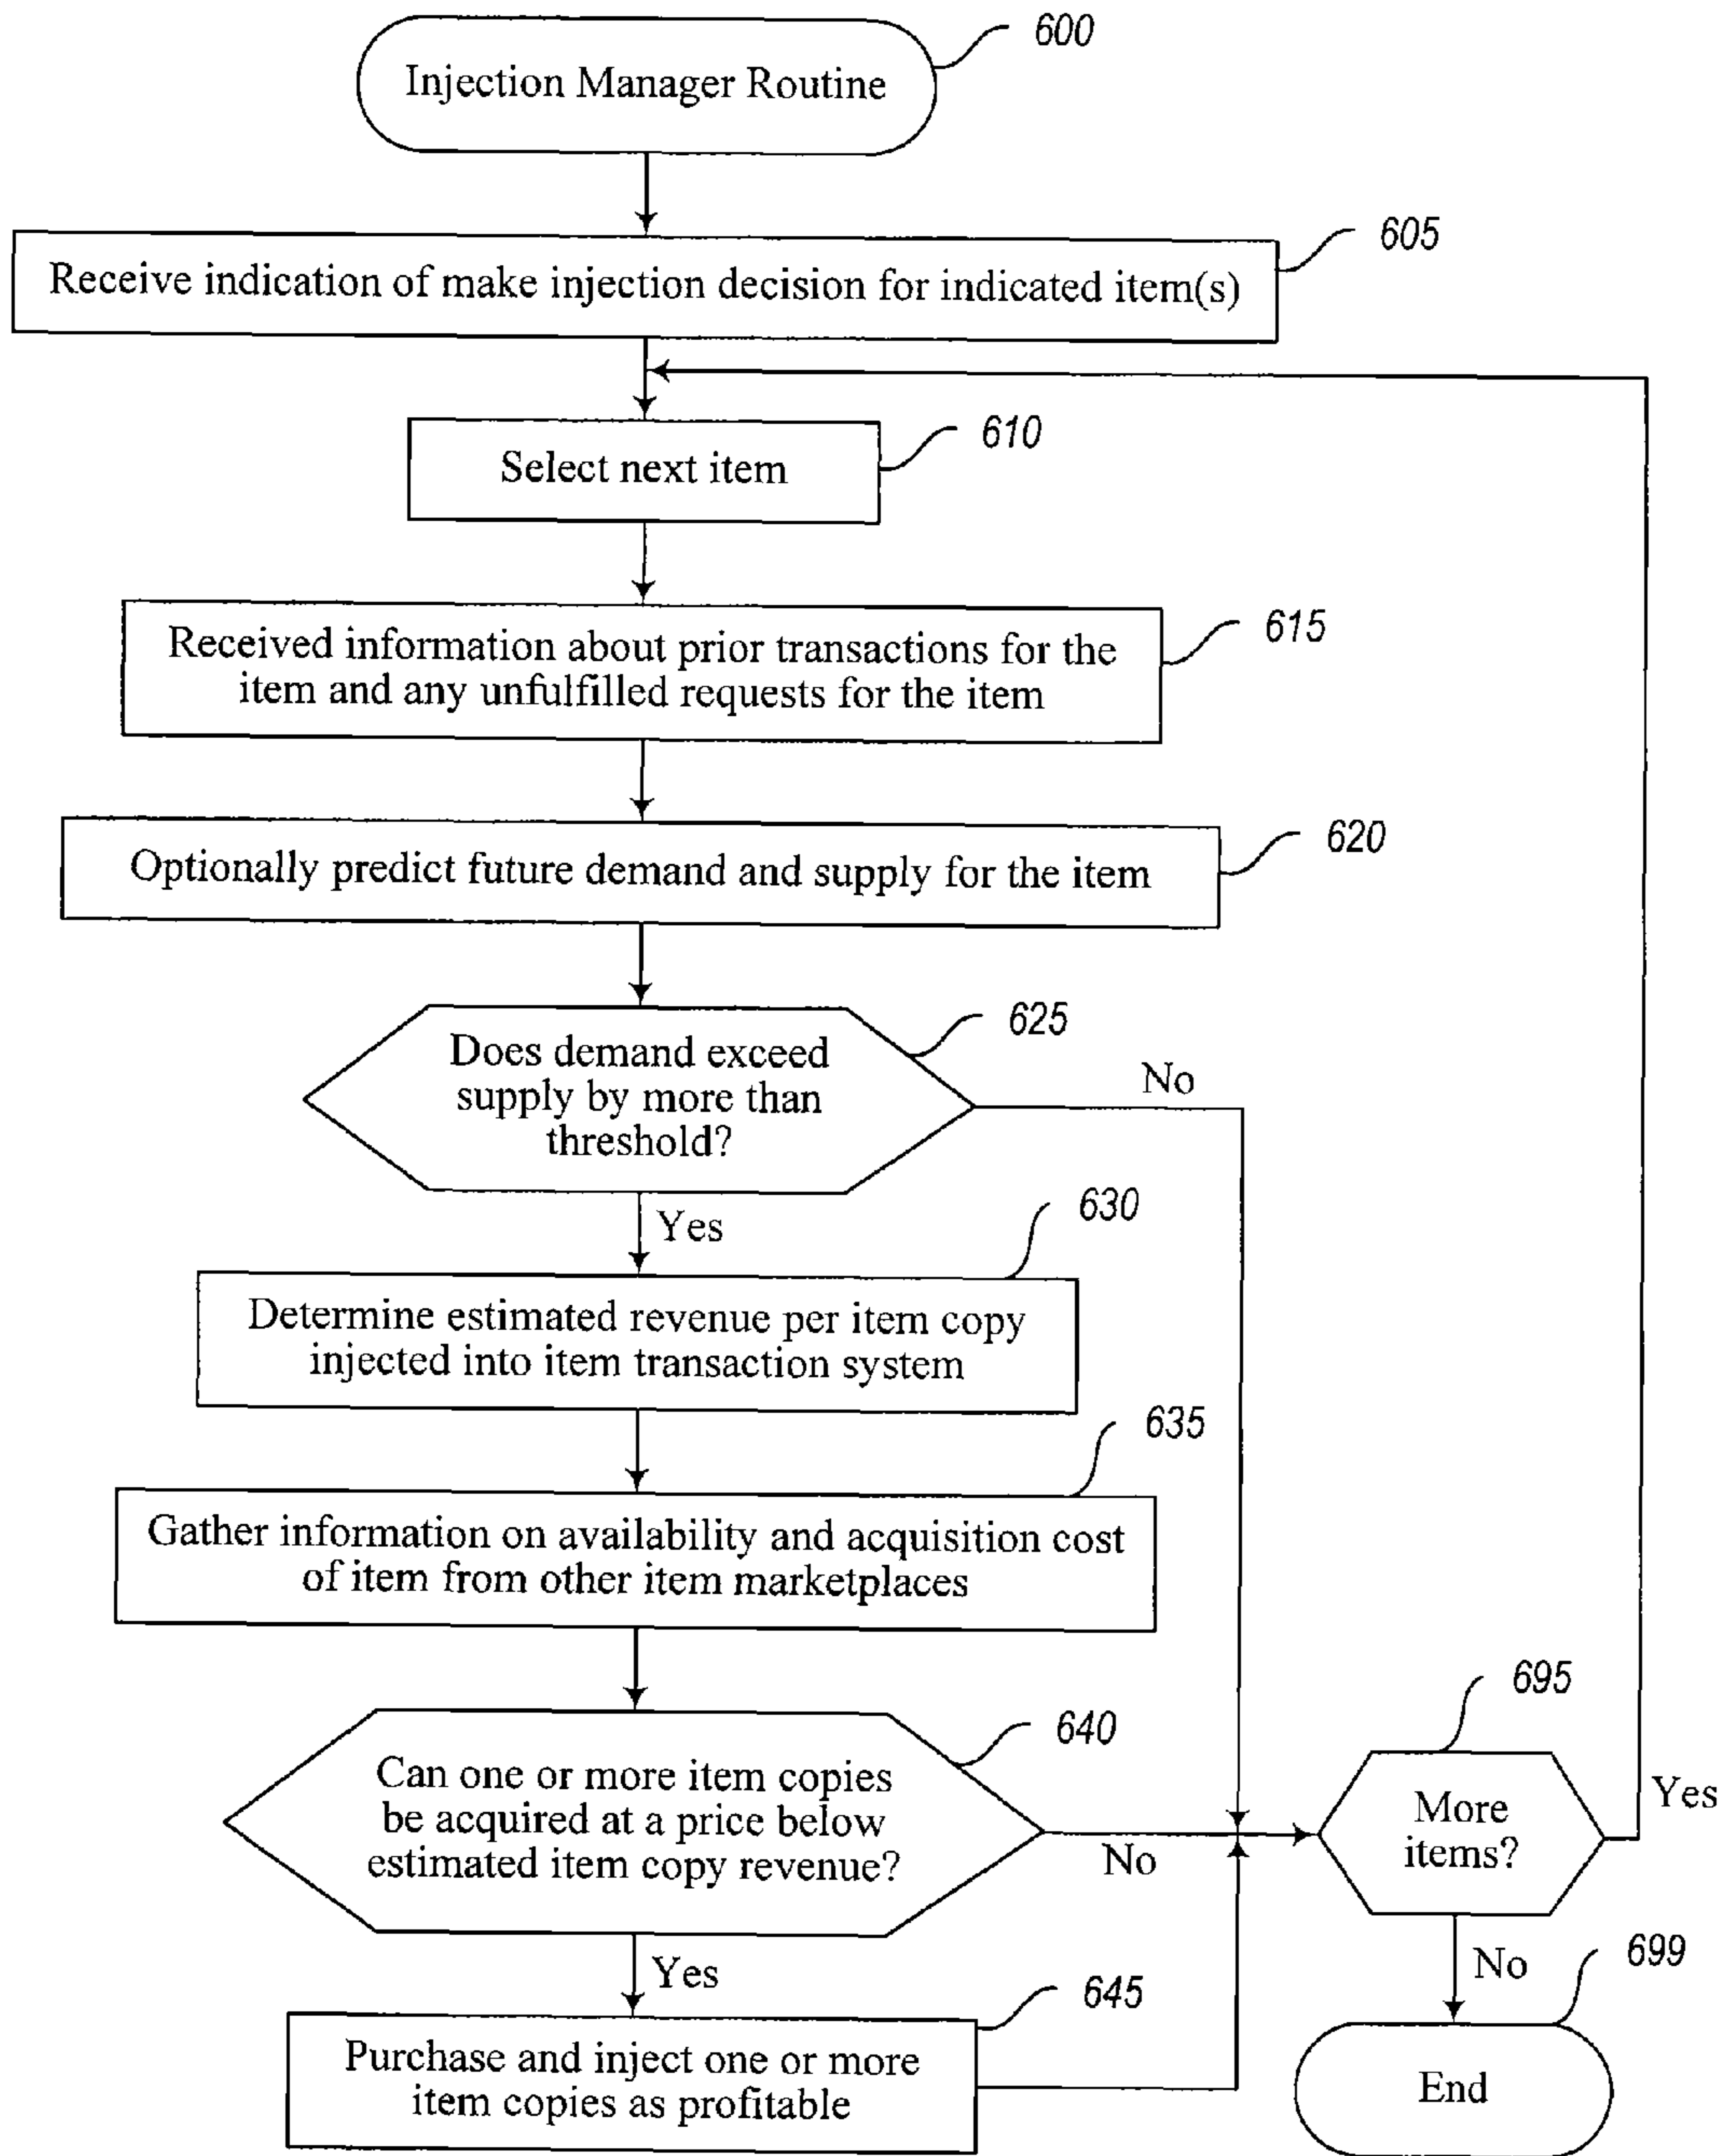 600
Injection Manager Routine
605
Receive indication of make injection decision for indicated item(s)
610
Select next item
615
Received information about prior transactions for the
item and any unfulfilled requests for the item
620
Optionally predict future demand and supply for the item
625
Does demand exceed
supply by more than
threshold?
No
Yes
630
Determine estimated revenue per item copy
injected into item transaction system
635
Gather information on availability and acquisition cost
of item from other item marketplaces
640
Can one or more item copies
be acquired at a price below
estimated item copy revenue?
No
Yes
645
Purchase and inject one or more
item copies as profitable
695
More
items?
Yes
No
699
End